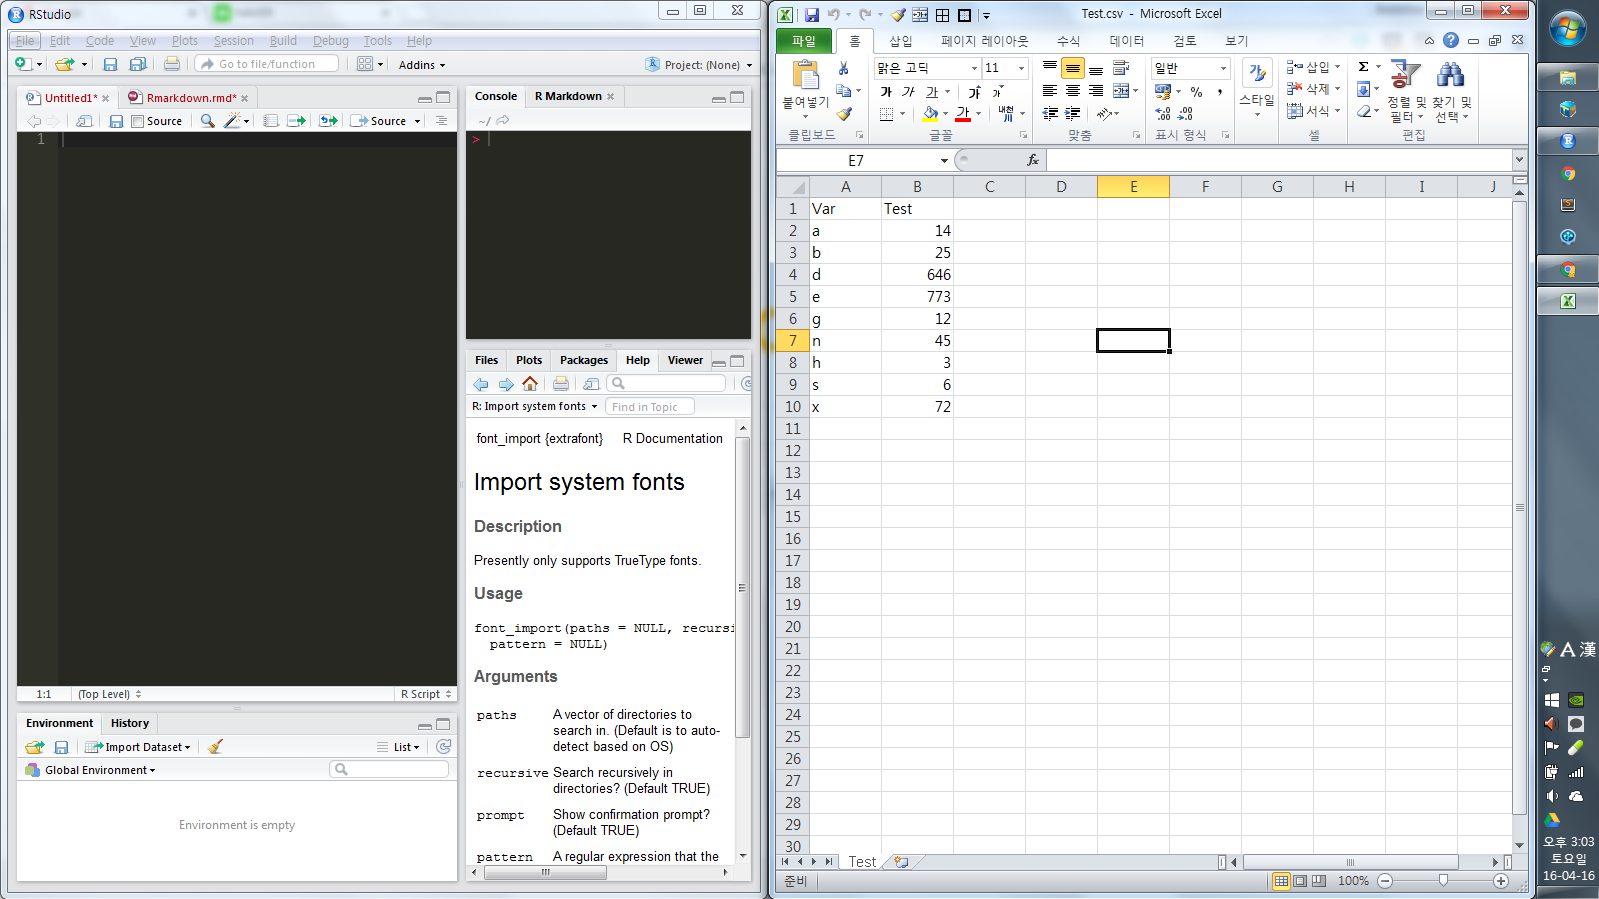 RStudio
File Edit Code View Plots Session Build Debug Tools Help
Go to file/function Addins Project: (None)
Untitled1* Rmarkdown.rmd*
Source Source
1
1:1 (Top Level) R Script
Environment History
Import Dataset List
Global Environment
Environment is empty
Console R Markdown
~/
>
Files Plots Packages Help Viewer
R: Import system fonts Find in Topic
font_import {extrafont} R Documentation
Import system fonts
Description
Presently only supports TrueType fonts.
Usage
font_import(paths = NULL, recursi
pattern = NULL)
Arguments
paths A vector of directories to
search in. (Default is to auto-
detect based on OS)
recursive Search recursively in
directories? (Default TRUE)
prompt Show confirmation prompt?
(Default TRUE)
pattern A regular expression that the
Test.csv - Microsoft Excel
파일 홈 삽입 페이지 레이아웃 수식 데이터 검토 보기
붙여넣기
클립보드
맑은 고딕 11
가 가 가 가 가
가 내천
글꼴
맞춤
일반
% ,
표시 형식
가
스타일
삽입
삭제
서식
셀
Σ
정렬 및
필터
찾기 및
선택
편집
E7 fx
A B C D E F G H I J
1 Var Test
2 a 14
3 b 25
4 d 646
5 e 773
6 g 12
7 n 45
8 h 3
9 s 6
10 x 72
11
12
13
14
15
16
17
18
19
20
21
22
23
24
25
26
27
28
29
30
Test
준비 100%
A 漢
오후 3:03
토요일
16-04-16